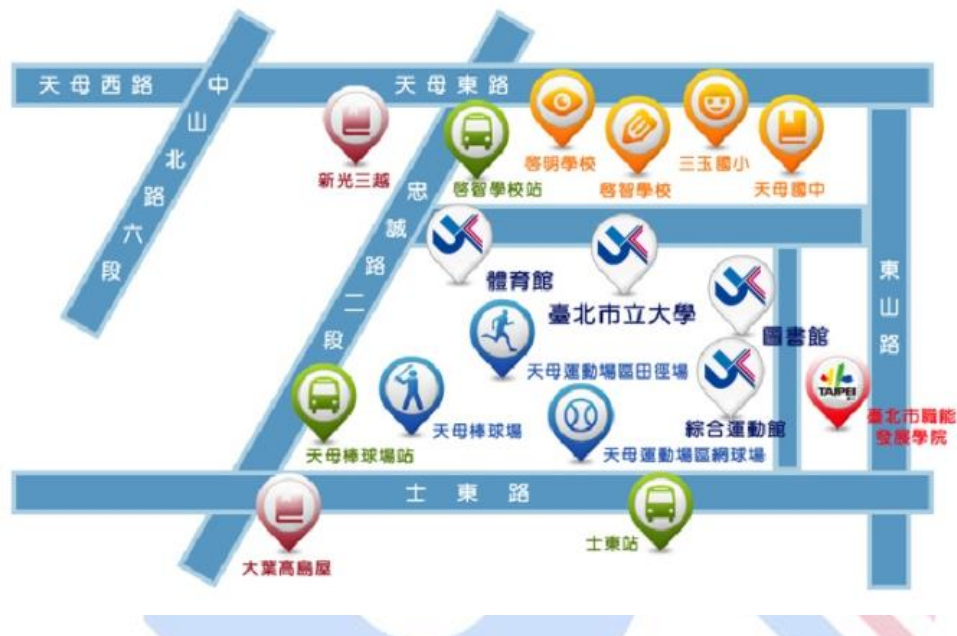 天母西路
中山北路六段
天母東路
忠誠路二段
新光三越
啓智學校站
啓明學校
啓智學校
三玉國小
天母國中
體育館
臺北市立大學
圖書館
東山路
天母運動場區田徑場
TAIPEI
臺北市職能
發展學院
天母棒球場
綜合運動館
天母棒球場站
天母運動場區網球場
士東路
士東站
大葉高島屋